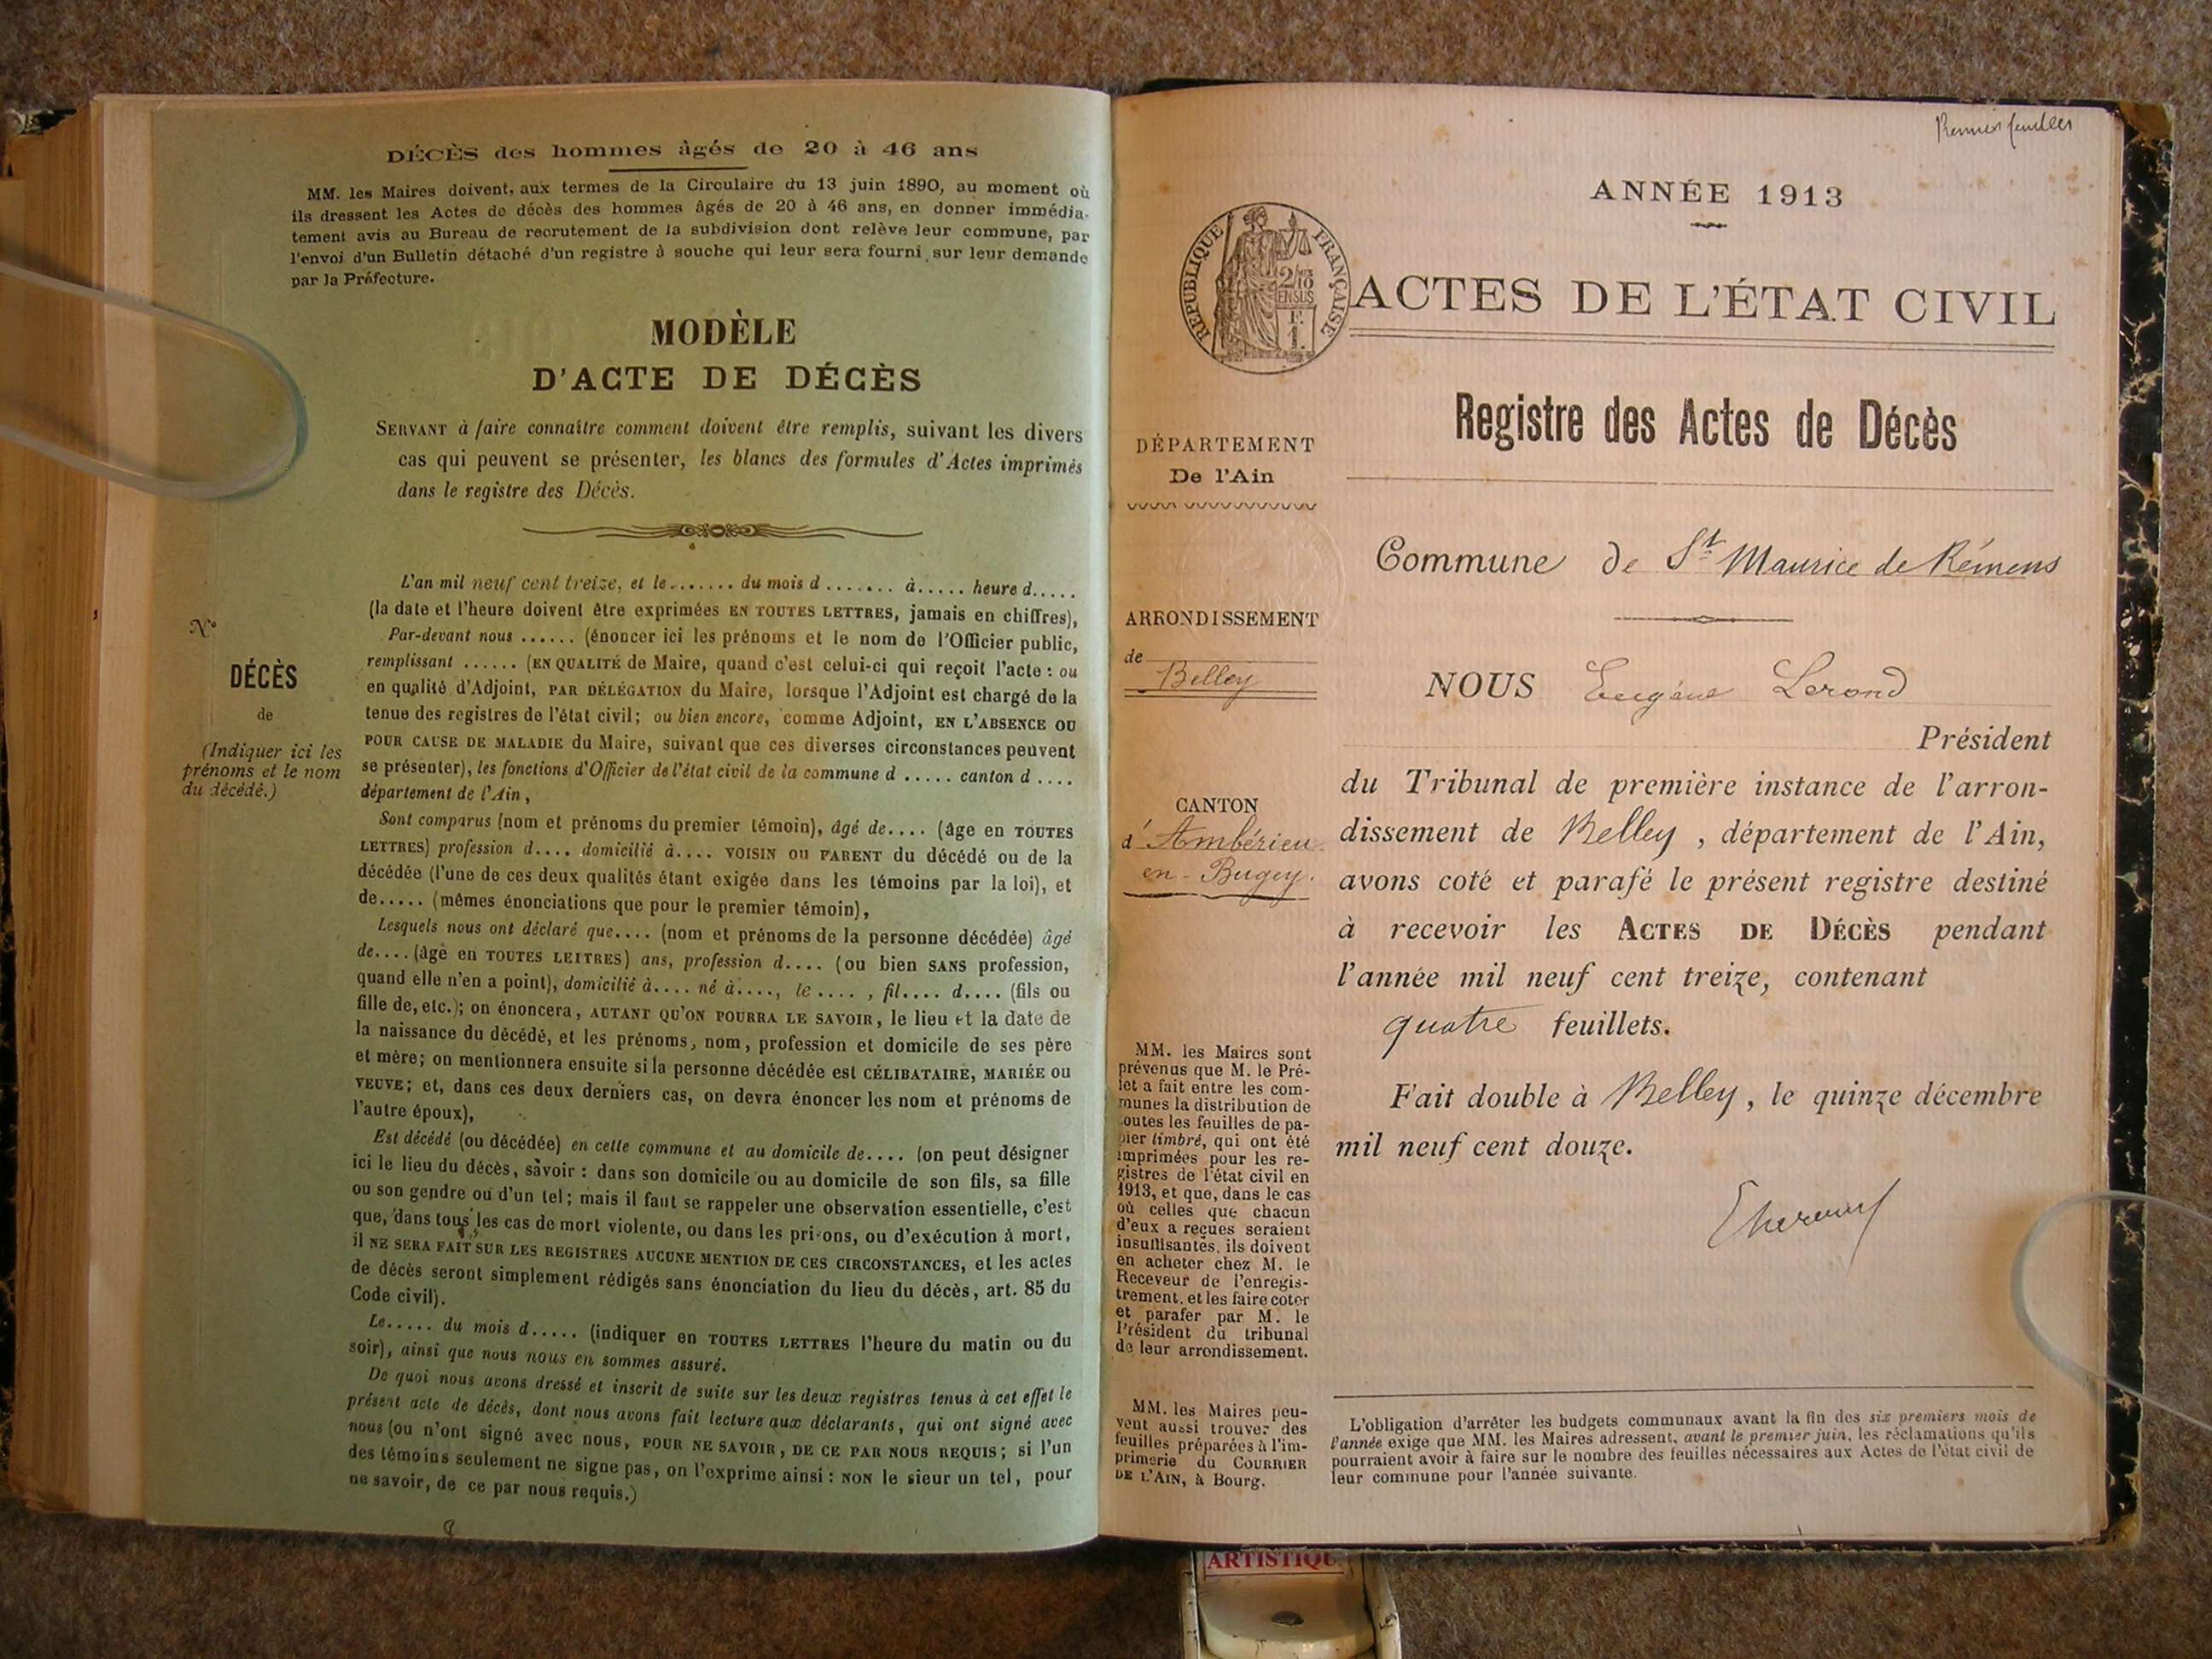 DÉCÈS des hommes âgés de 20 à 46 ans
MM. les Maires doivent, aux termes de la Circulaire du 13 juin 1890, au moment où
ils dressent les Actes de décès des hommes âgés de 20 à 46 ans, en donner immédia-
tement avis au Bureau de recrutement de la subdivision dont relève leur commune, par
l'envoi d'un Bulletin détaché d'un registre à souche qui leur sera fourni sur leur demande
par la Préfecture.
MODÈLE
D'ACTE DE DÉCÈS
SERVANT à faire connaître comment doivent être remplis, suivant les divers
cas qui peuvent se présenter, les blancs des formules d'Actes imprimés
dans le registre des Décès.
N°
DÉCÈS
de
(Indiquer ici les
prénoms et le nom
du décédé.)
L'an mil neuf cent treize, et le....... du mois d ....... à..... heure d.....
(la date et l'heure doivent être exprimées EN TOUTES LETTRES, jamais en chiffres),
Par-devant nous ...... (énoncer ici les prénoms et le nom de l'Officier public,
remplissant ...... (EN QUALITÉ de Maire, quand c'est celui-ci qui reçoit l'acte : ou
en qualité d'Adjoint, PAR DÉLÉGATION du Maire, lorsque l'Adjoint est chargé de la
tenue des registres de l'état civil; ou bien encore, comme Adjoint, EN L'ABSENCE OU
POUR CAUSE DE MALADIE du Maire, suivant que ces diverses circonstances peuvent
se présenter), les fonctions d'Officier de l'état civil de la commune d ..... canton d ....
département de l'Ain,
Sont comparus (nom et prénoms du premier témoin), âgé de.... (âge en TOUTES
LETTRES) profession d.... domicilié à.... VOISIN OU PARENT du décédé ou de la
décédée (l'une de ces deux qualités étant exigée dans les témoins par la loi), et
de..... (mêmes énonciations que pour le premier témoin),
Lesquels nous ont déclaré que.... (nom et prénoms de la personne décédée) âgé
de.... (âge en TOUTES LETTRES) ans, profession d.... (ou bien SANS profession,
quand elle n'en a point), domicilié à.... né à...., le .... , fil.... d.... (fils ou
fille de, etc.); on énoncera, AUTANT QU'ON POURRA LE SAVOIR, le lieu et la date de
la naissance du décédé, et les prénoms, nom, profession et domicile de ses père
et mère; on mentionnera ensuite si la personne décédée est CÉLIBATAIRE, MARIÉE OU
VEUVE; et, dans ces deux derniers cas, on devra énoncer les nom et prénoms de
l'autre époux),
Est décédé (ou décédée) en cette commune et au domicile de.... (on peut désigner
ici le lieu du décès, savoir : dans son domicile ou au domicile de son fils, sa fille
ou son gendre ou d'un tel; mais il faut se rappeler une observation essentielle, c'est
que, dans tous les cas de mort violente, ou dans les prisons, ou d'exécution à mort,
il NE SERA FAIT SUR LES REGISTRES AUCUNE MENTION DE CES CIRCONSTANCES, et les actes
de décès seront simplement rédigés sans énonciation du lieu du décès, art. 85 du
Code civil).
Le..... du mois d..... (indiquer en TOUTES LETTRES l'heure du matin ou du
soir), ainsi que nous nous en sommes assuré.
De quoi nous avons dressé et inscrit de suite sur les deux registres tenus à cet effet le
présent acte de décès, dont nous avons fait lecture aux déclarants, qui ont signé avec
nous (ou n'ont signé avec nous, POUR NE SAVOIR, DE CE PAR NOUS REQUIS; si l'un
des témoins seulement ne signe pas, on l'exprime ainsi : NON le sieur un tel, pour
ne savoir, de ce par nous requis.)
Premier feuillet
ANNÉE 1913
RÉPUBLIQUE FRANÇAISE
2/10
EN SUS
F.
1.
ACTES DE L'ÉTAT CIVIL
Registre des Actes de Décès
DÉPARTEMENT
De l'Ain
ARRONDISSEMENT
de
Belley
CANTON
d'Ambérieu
en-Bugey.
MM. les Maires sont
prévenus que M. le Pré-
fet a fait entre les com-
munes la distribution de
toutes les feuilles de pa-
pier timbré, qui ont été
imprimées pour les re-
gistres de l'état civil en
1913, et que, dans le cas
où celles que chacun
d'eux a reçues seraient
insuffisantes, ils doivent
en acheter chez M. le
Receveur de l'enregis-
trement, et les faire coter
et parafer par M. le
Président du tribunal
de leur arrondissement.
MM. les Maires peu-
vent aussi trouver des
feuilles préparées à l'im-
primerie du COURRIER
DE L'AIN, à Bourg.
Commune de St Maurice de Rémens
NOUS Eugène Lerond
Président
du Tribunal de première instance de l'arron-
dissement de Belley, département de l'Ain,
avons coté et parafé le présent registre destiné
à recevoir les ACTES DE DÉCÈS pendant
l'année mil neuf cent treize, contenant
quatre feuillets.
Fait double à Belley, le quinze décembre
mil neuf cent douze.
L'obligation d'arrêter les budgets communaux avant la fin des six premiers mois de
l'année exige que MM. les Maires adressent, avant le premier juin, les réclamations qu'ils
pourraient avoir à faire sur le nombre des feuilles nécessaires aux Actes de l'état civil de
leur commune pour l'année suivante.
ARTISTIQU